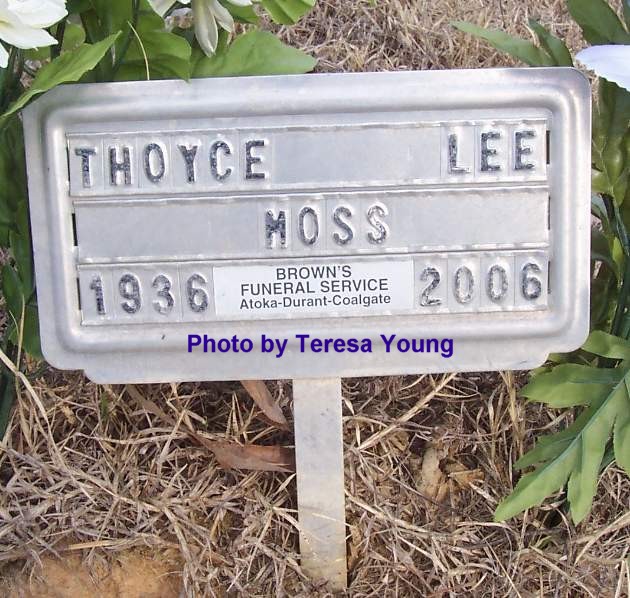 THOYCE LEE
MOSS
1936 BROWN'S FUNERAL SERVICE Atoka-Durant-Coalgate 2006
Photo by Teresa Young